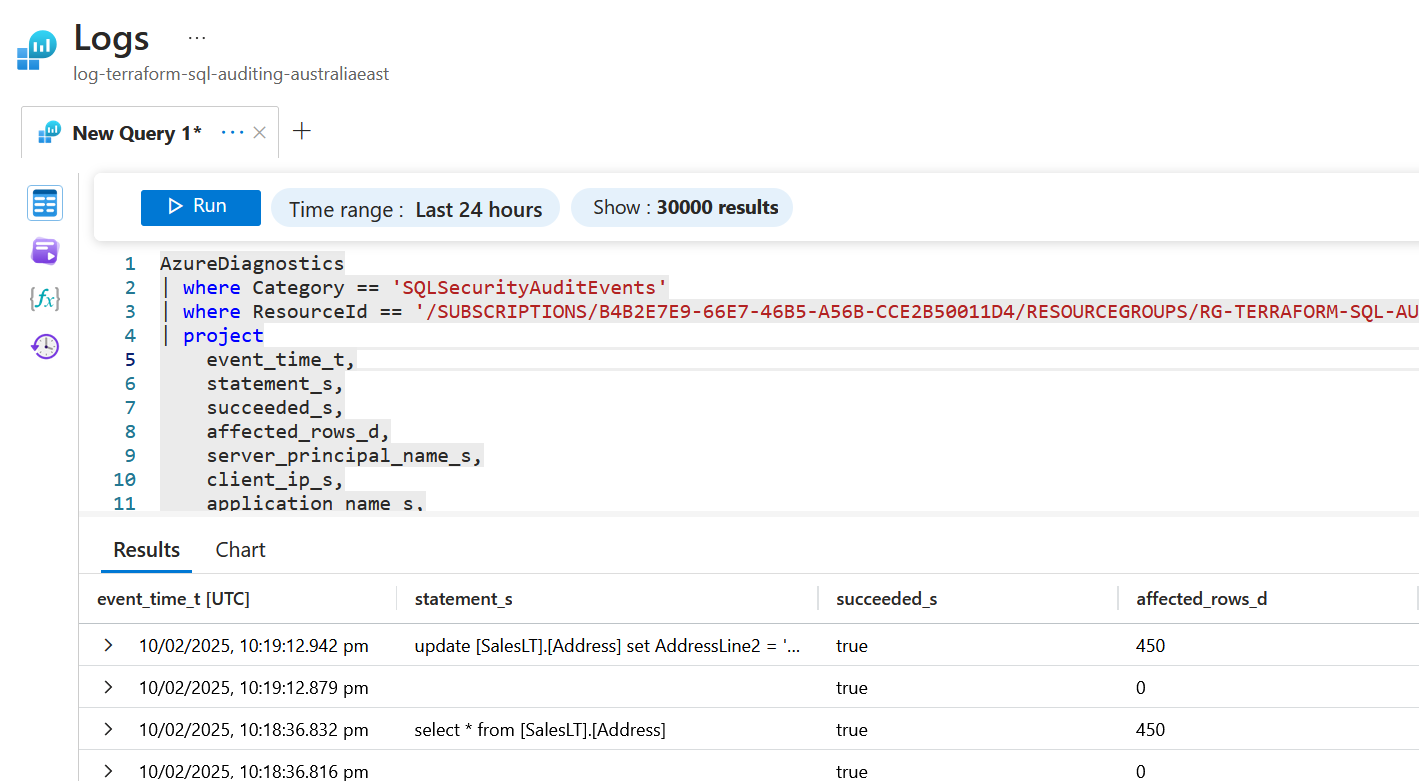 Logs ...
log-terraform-sql-auditing-australiaeast
New Query 1* ...
Run Time range : Last 24 hours Show : 30000 results
1 AzureDiagnostics
2 | where Category == 'SQLSecurityAuditEvents'
3 | where ResourceId == '/SUBSCRIPTIONS/B4B2E7E9-66E7-46B5-A56B-CCE2B50011D4/RESOURCEGROUPS/RG-TERRAFORM-SQL-AU
4 | project
5 event_time_t,
6 statement_s,
7 succeeded_s,
8 affected_rows_d,
9 server_principal_name_s,
10 client_ip_s,
11 application_name_s,
{fx}
Results Chart
event_time_t [UTC] statement_s succeeded_s affected_rows_d
10/02/2025, 10:19:12.942 pm update [SalesLT].[Address] set AddressLine2 = '... true 450
10/02/2025, 10:19:12.879 pm true 0
10/02/2025, 10:18:36.832 pm select * from [SalesLT].[Address] true 450
10/02/2025, 10:18:36.816 pm true 0